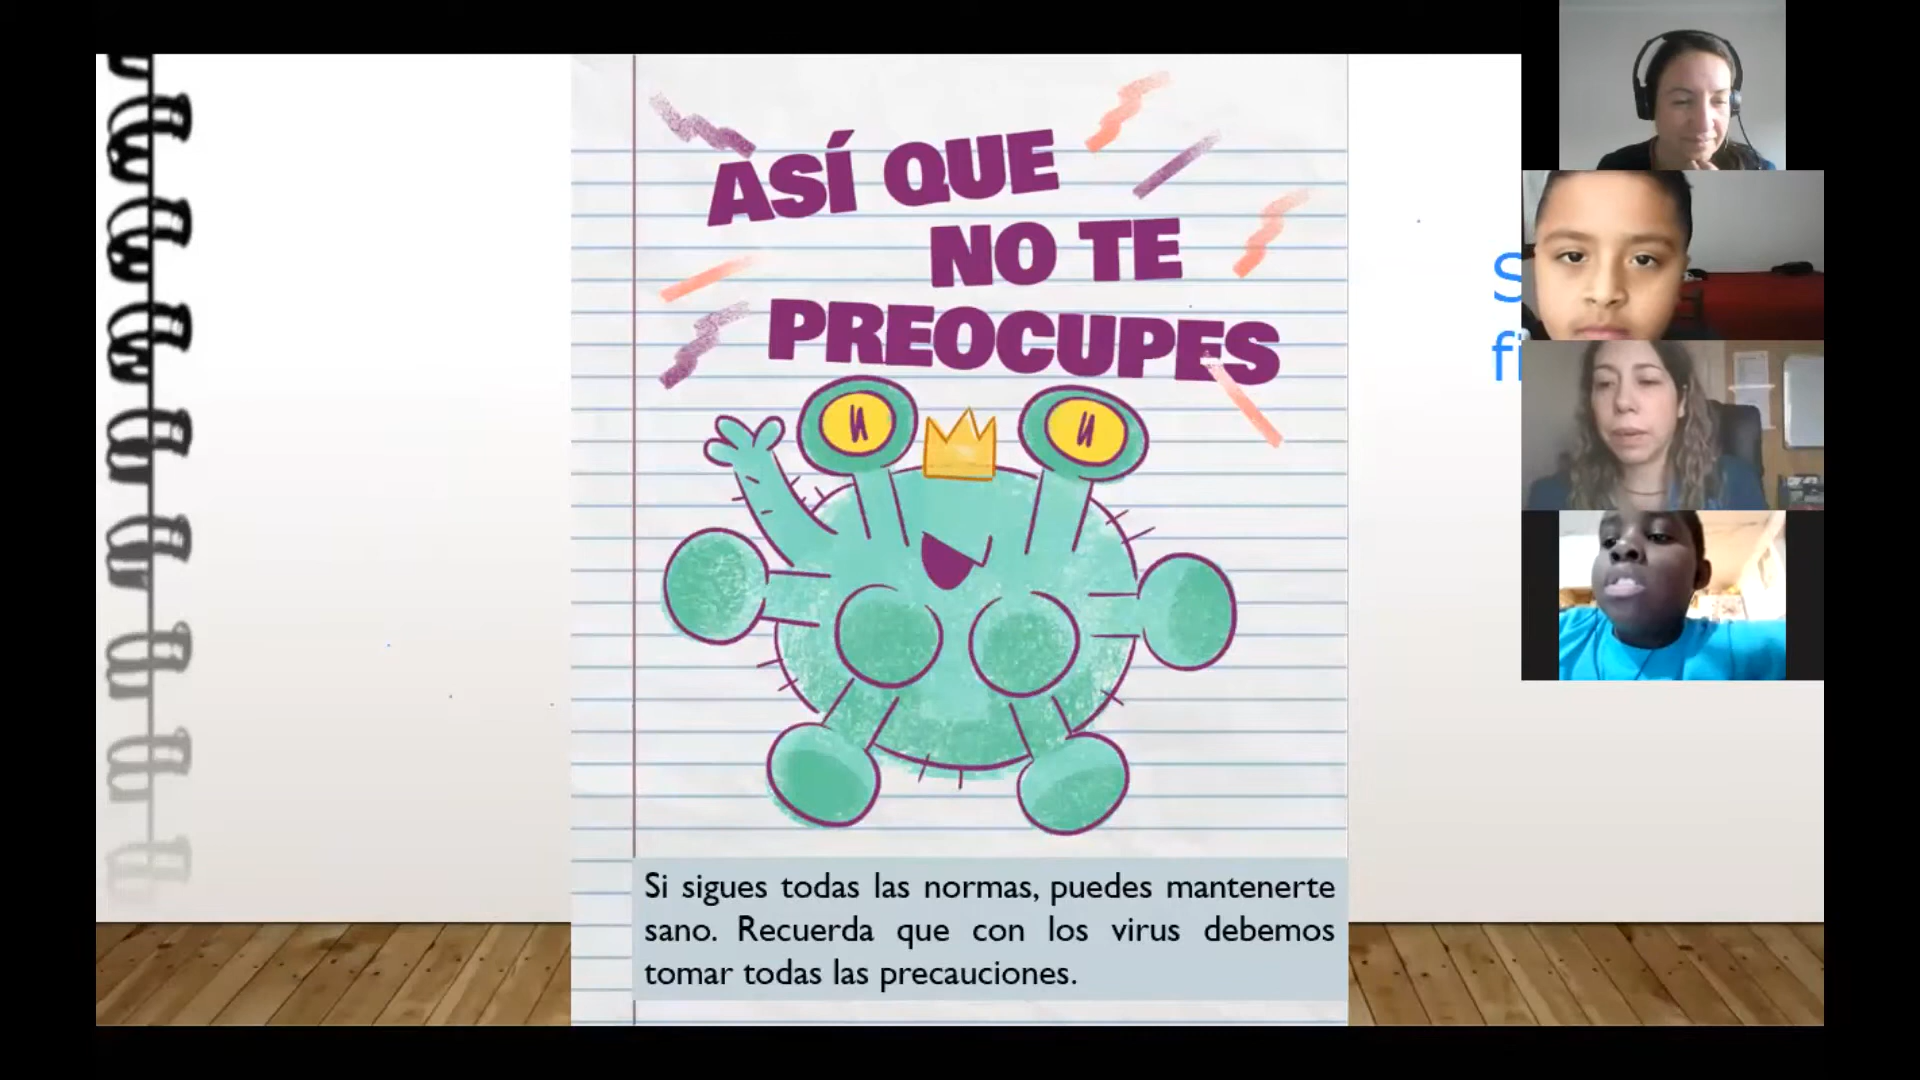 ASÍ QUE
NO TE
PREOCUPES
Si sigues todas las normas, puedes mantenerte
sano. Recuerda que con los virus debemos
tomar todas las precauciones.